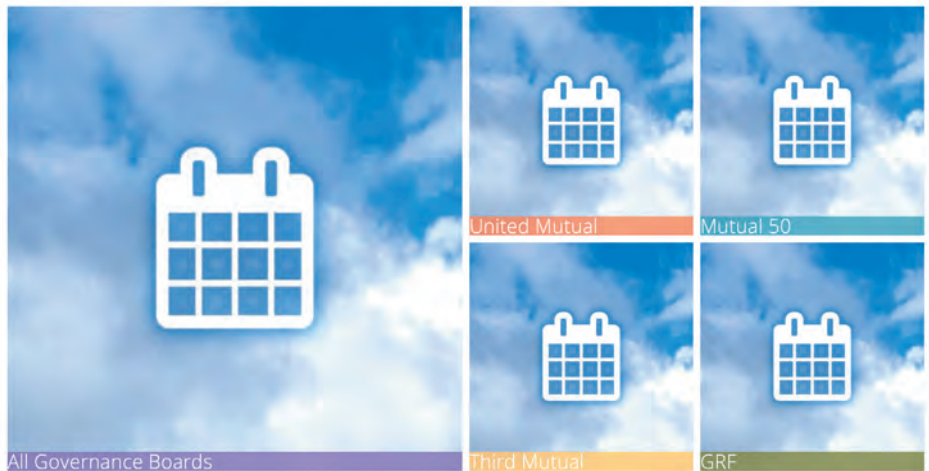 United Mutual
Mutual 50
All Governance Boards
Third Mutual
GRF